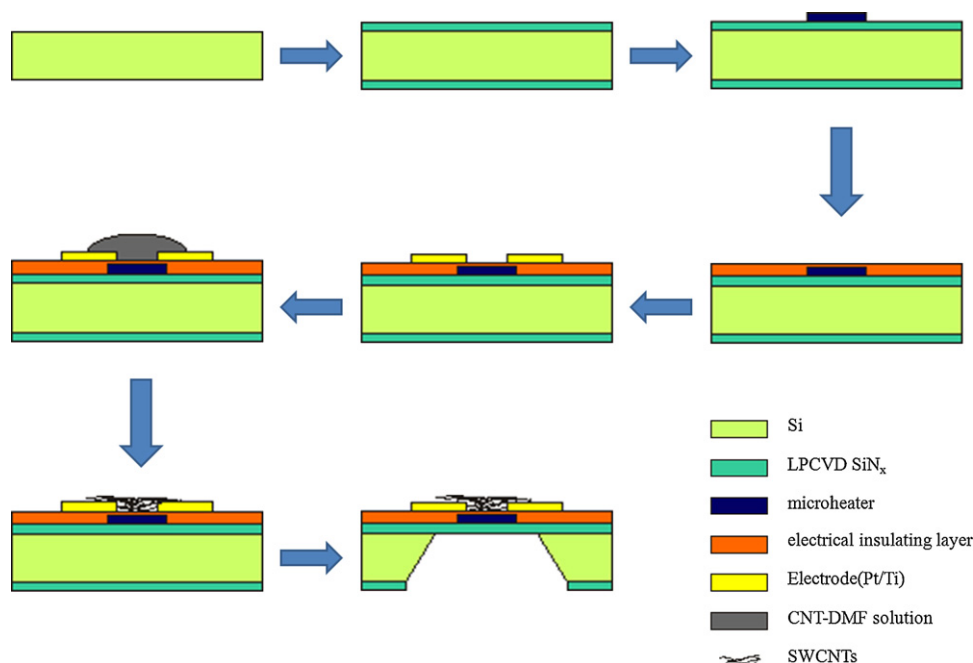 Si
LPCVD SiNₓ
microheater
electrical insulating layer
Electrode(Pt/Ti)
CNT-DMF solution
SWCNTs